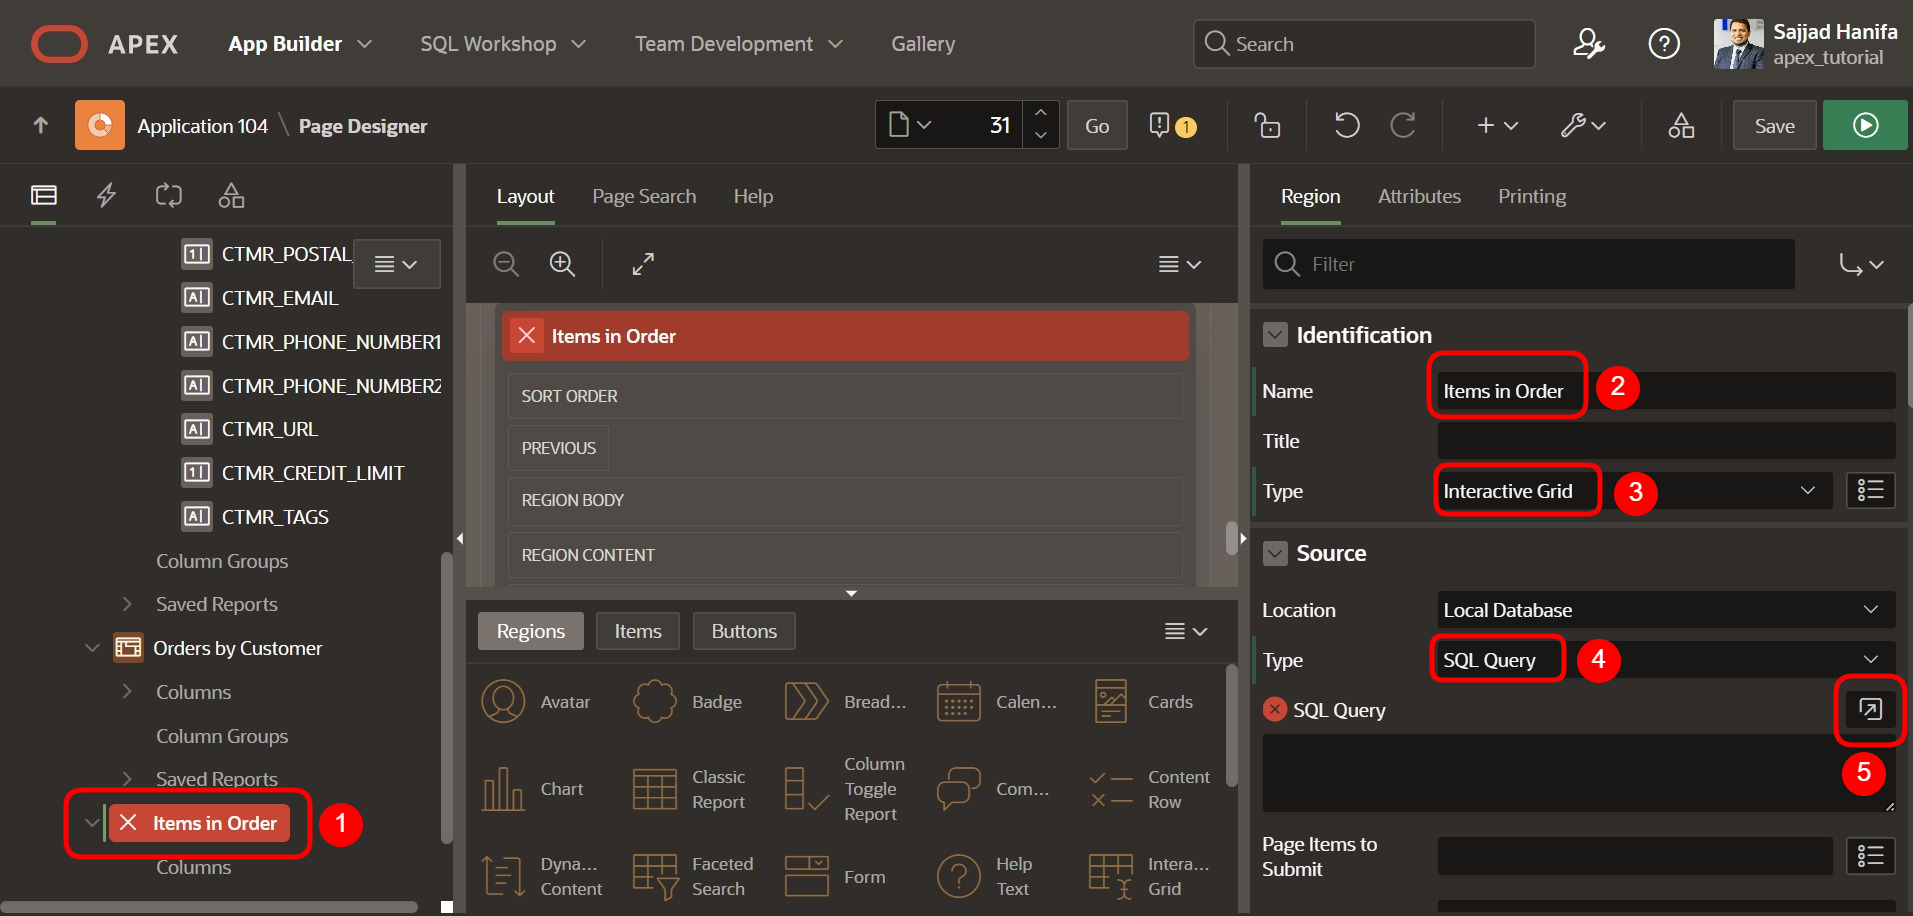 APEX App Builder SQL Workshop Team Development Gallery Search Sajjad Hanifa
apex_tutorial
Application 104 \ Page Designer 31 Go 1 Save
CTMR_POSTAL_
CTMR_EMAIL
CTMR_PHONE_NUMBER1
CTMR_PHONE_NUMBER2
CTMR_URL
CTMR_CREDIT_LIMIT
CTMR_TAGS
Column Groups
Saved Reports
Orders by Customer
Columns
Column Groups
Saved Reports
Items in Order 1
Columns
Layout Page Search Help
Items in Order
SORT ORDER
PREVIOUS
REGION BODY
REGION CONTENT
Regions Items Buttons
Avatar Badge Bread... Calen... Cards
Chart Classic Report Column Toggle Report Com... Content Row
Dyna... Content Faceted Search Form Help Text Intera... Grid
Region Attributes Printing
Filter
Identification
Name Items in Order 2
Title
Type Interactive Grid 3
Source
Location Local Database
Type SQL Query 4
SQL Query
5
Page Items to
Submit